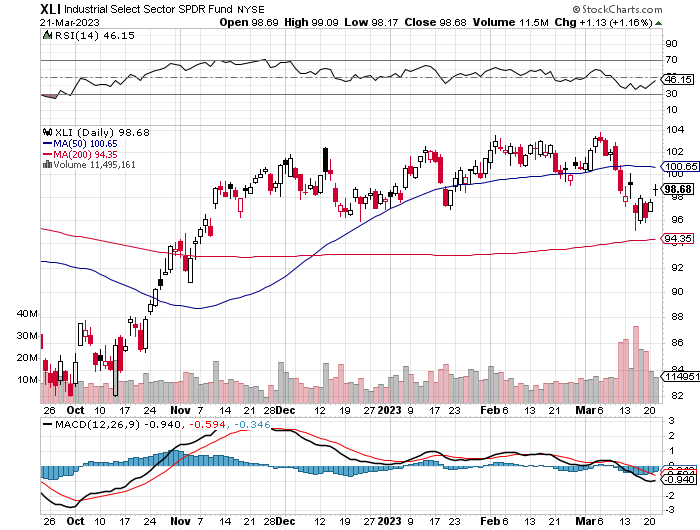 XLI Industrial Select Sector SPDR Fund NYSE © StockCharts.com
21-Mar-2023 Open 98.69 High 99.09 Low 98.17 Close 98.68 Volume 11.5M Chg +1.13 (+1.16%)
RSI(14) 46.15
90
70
50
46.15
30
10
XLI (Daily) 98.68
MA(50) 100.65
MA(200) 94.35
Volume 11,495,161
104
102
100.65
100
98.68
98
96
94.35
92
90
88
86
84
82
40M
30M
20M
10M
114951
26 Oct 10 17 24 Nov 7 14 21 28 Dec 12 19 27 2023 9 17 23 Feb 6 13 21 Mar 6 13 20
MACD(12,26,9) -0.940, -0.594, -0.346
3
2
1
-0.940
-2
-3
26 Oct 10 17 24 Nov 7 14 21 28 Dec 12 19 27 2023 9 17 23 Feb 6 13 21 Mar 6 13 20